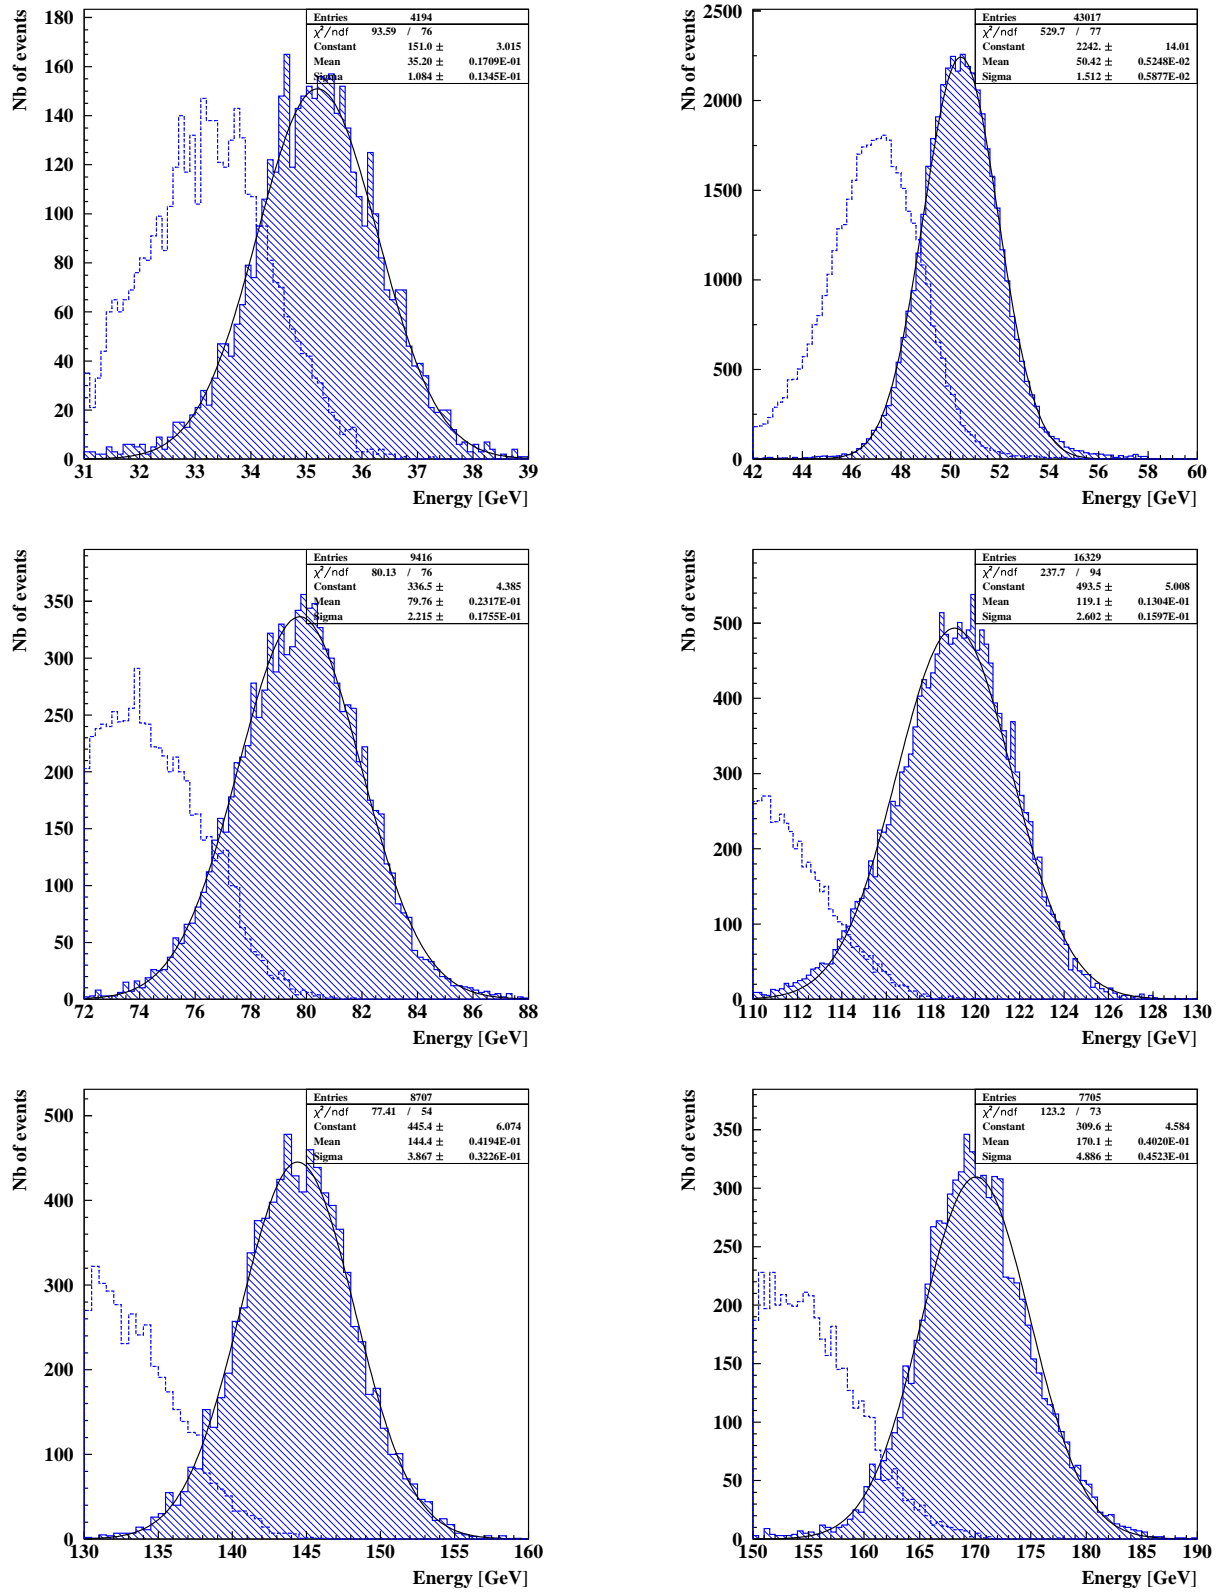 Entries 4194
χ²/ndf 93.59 / 76
Constant 151.0 ± 3.015
Mean 35.20 ± 0.1709E-01
Sigma 1.084 ± 0.1345E-01
Nb of events
180
160
140
120
100
80
60
40
20
0
31 32 33 34 35 36 37 38 39
Energy [GeV]
Entries 43017
χ²/ndf 529.7 / 77
Constant 2242. ± 14.01
Mean 50.42 ± 0.5248E-02
Sigma 1.512 ± 0.5877E-02
Nb of events
2500
2000
1500
1000
500
0
42 44 46 48 50 52 54 56 58 60
Energy [GeV]
Entries 9416
χ²/ndf 80.13 / 76
Constant 336.5 ± 4.385
Mean 79.76 ± 0.2317E-01
Sigma 2.215 ± 0.1755E-01
Nb of events
350
300
250
200
150
100
50
0
72 74 76 78 80 82 84 86 88
Energy [GeV]
Entries 16329
χ²/ndf 237.7 / 94
Constant 493.5 ± 5.008
Mean 119.1 ± 0.1304E-01
Sigma 2.602 ± 0.1597E-01
Nb of events
500
400
300
200
100
0
110 112 114 116 118 120 122 124 126 128 130
Energy [GeV]
Entries 8707
χ²/ndf 77.41 / 54
Constant 445.4 ± 6.074
Mean 144.4 ± 0.4194E-01
Sigma 3.867 ± 0.3226E-01
Nb of events
500
400
300
200
100
0
130 135 140 145 150 155 160
Energy [GeV]
Entries 7705
χ²/ndf 123.2 / 73
Constant 309.6 ± 4.584
Mean 170.1 ± 0.4020E-01
Sigma 4.886 ± 0.4523E-01
Nb of events
350
300
250
200
150
100
50
0
150 155 160 165 170 175 180 185 190
Energy [GeV]